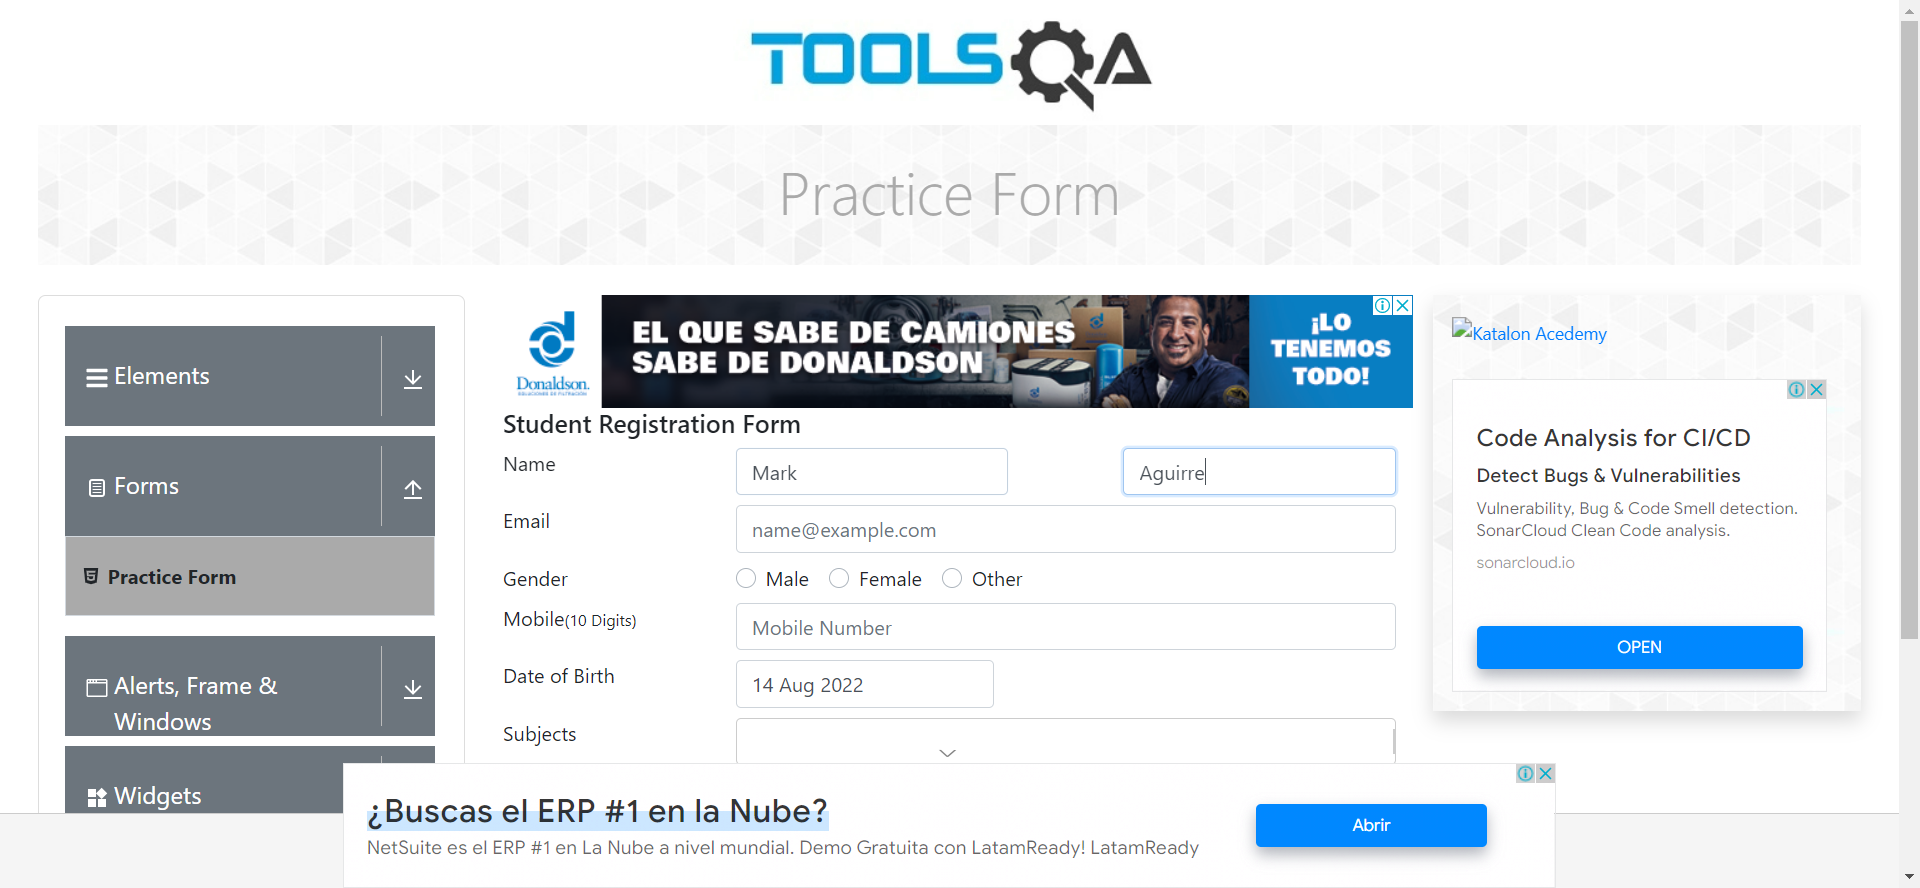 TOOLSQA
Practice Form
Elements
Forms
Practice Form
Alerts, Frame &
Windows
Widgets
Donaldson.
SOLUCIONES DE FILTRACIÓN
EL QUE SABE DE CAMIONES
SABE DE DONALDSON
¡LO
TENEMOS
TODO!
Student Registration Form
Name
Mark
Aguirre
Email
name@example.com
Gender
Male
Female
Other
Mobile(10 Digits)
Mobile Number
Date of Birth
14 Aug 2022
Subjects
Katalon Acedemy
Code Analysis for CI/CD
Detect Bugs & Vulnerabilities
Vulnerability, Bug & Code Smell detection.
SonarCloud Clean Code analysis.
sonarcloud.io
OPEN
¿Buscas el ERP #1 en la Nube?
NetSuite es el ERP #1 en La Nube a nivel mundial. Demo Gratuita con LatamReady! LatamReady
Abrir